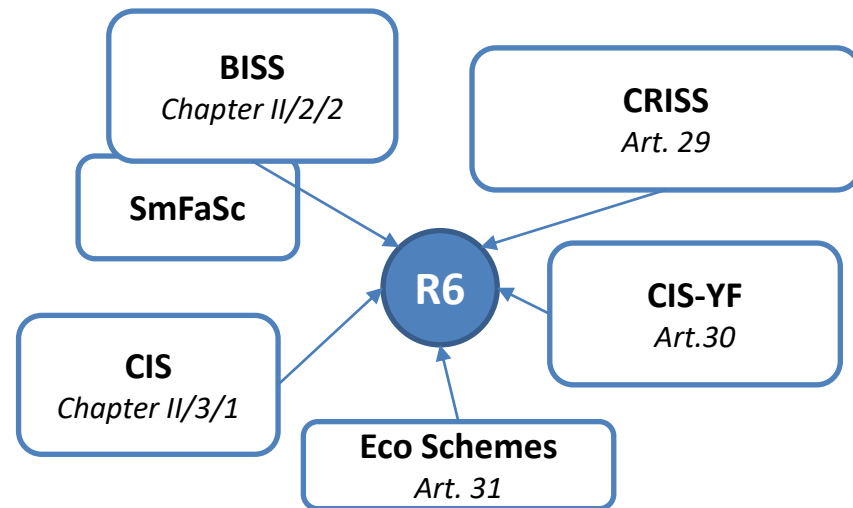 BISS
Chapter II/2/2
CRISS
Art. 29
SmFaSc
R6
CIS-YF
Art.30
CIS
Chapter II/3/1
Eco Schemes
Art. 31